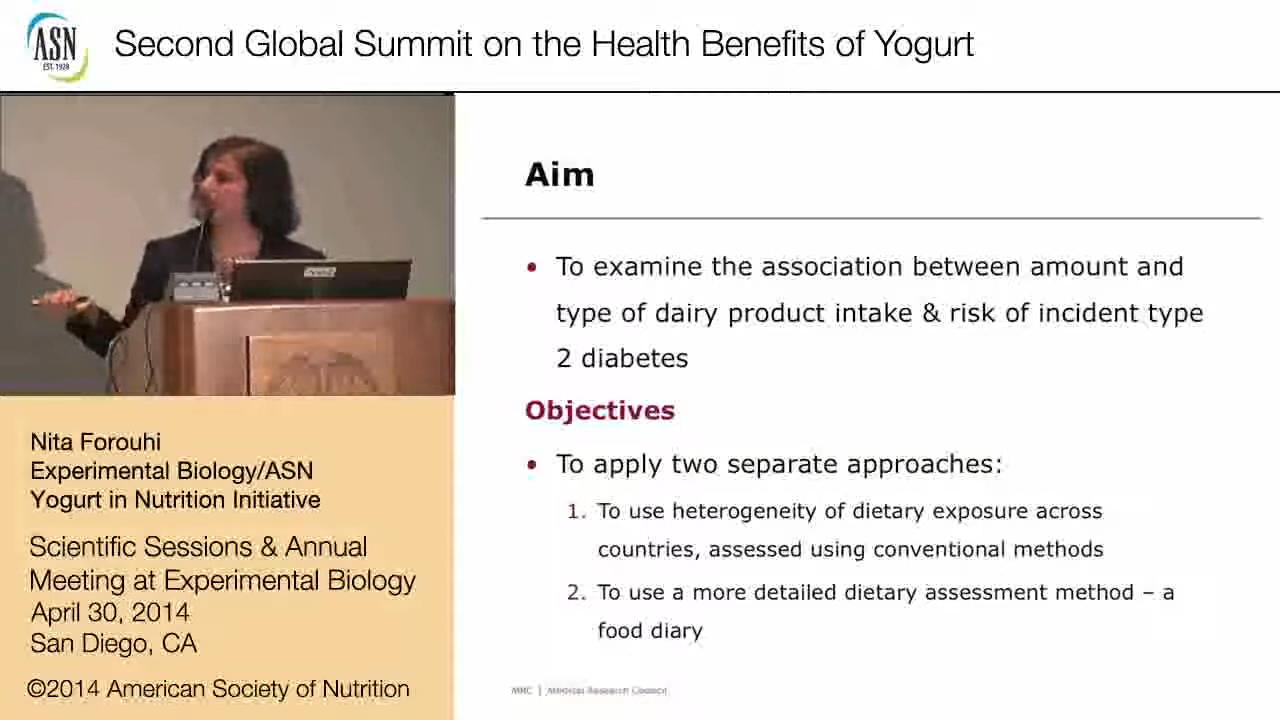 ASN
EST. 1928
Second Global Summit on the Health Benefits of Yogurt
Nita Forouhi
Experimental Biology/ASN
Yogurt in Nutrition Initiative
Scientific Sessions & Annual
Meeting at Experimental Biology
April 30, 2014
San Diego, CA
©2014 American Society of Nutrition
Aim
• To examine the association between amount and
type of dairy product intake & risk of incident type
2 diabetes
Objectives
• To apply two separate approaches:
1. To use heterogeneity of dietary exposure across
countries, assessed using conventional methods
2. To use a more detailed dietary assessment method – a
food diary
MRC | Medical Research Council